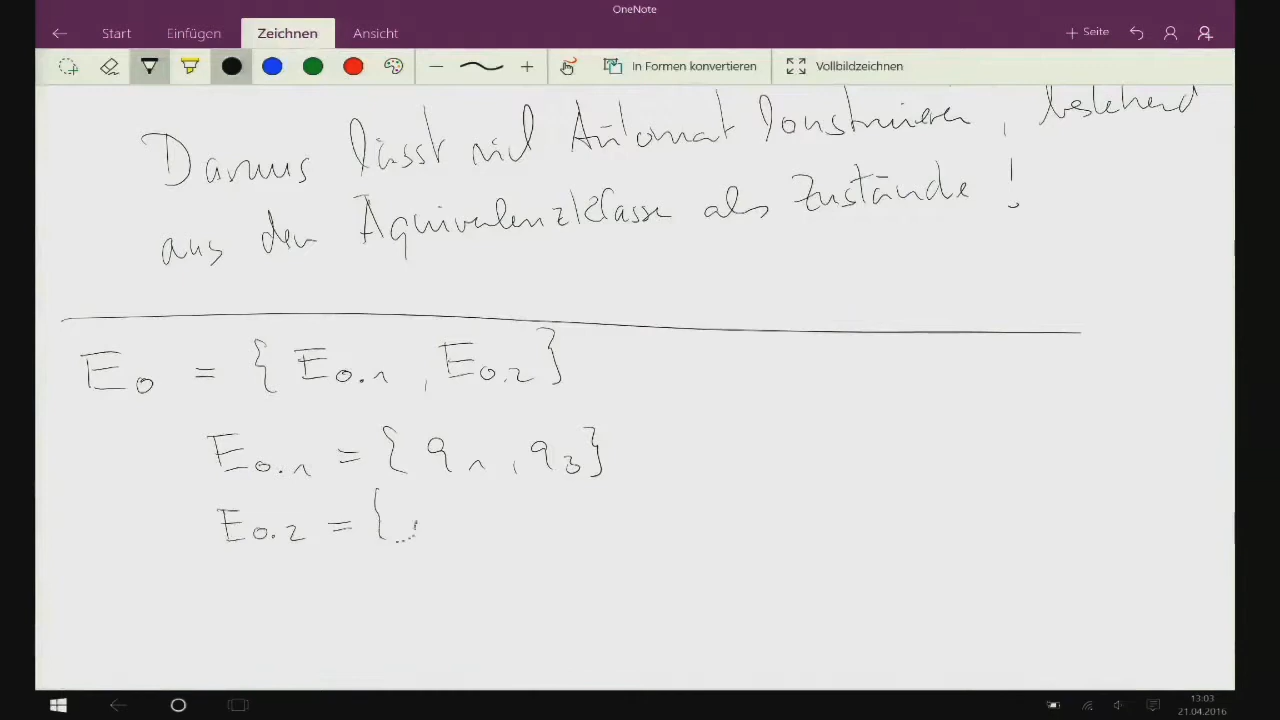 OneNote
Start Einfügen Zeichnen Ansicht + Seite
In Formen konvertieren Vollbildzeichnen
Daraus lässt sich Automat konstruieren, bestehend
aus den Äquivalenzklasse als Zustände !
E0 = { E0.1 , E0.2 }
E0.1 = { q1 , q3 }
E0.2 = {
13:03
21.04.2016